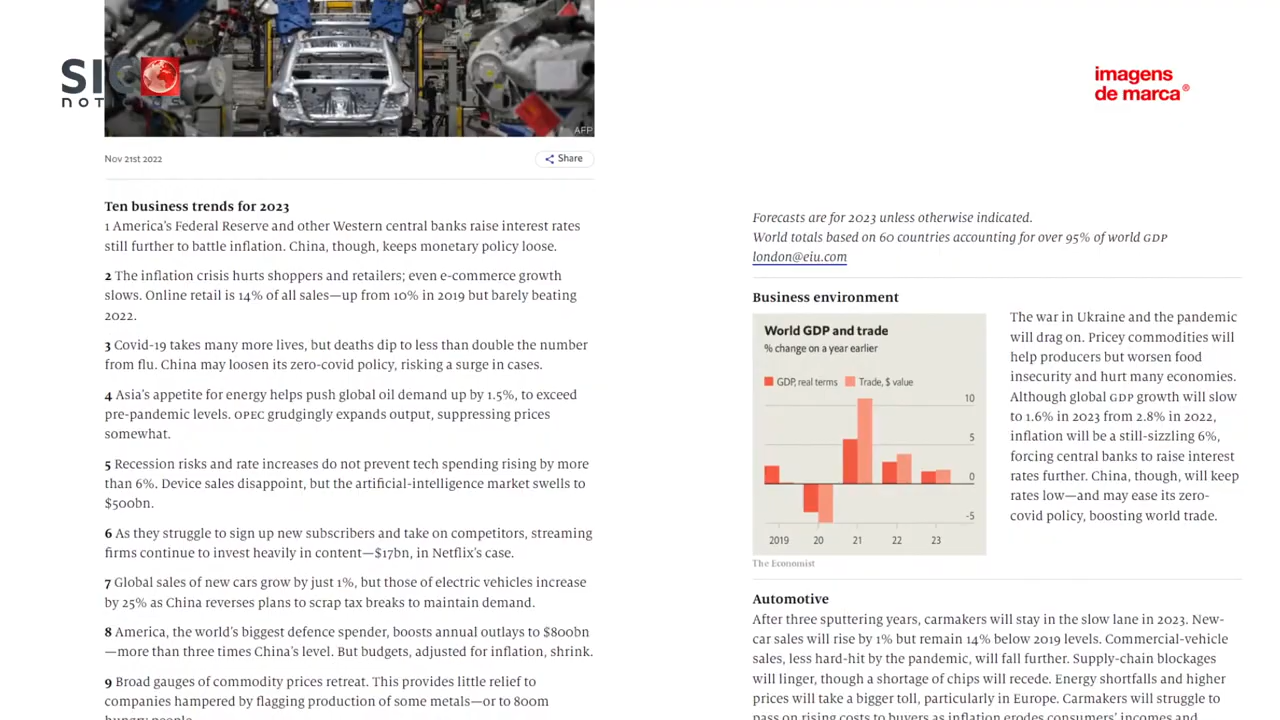 SIC
notícias
imagens
de marca®
AFP
Nov 21st 2022
Share
Ten business trends for 2023
1 America's Federal Reserve and other Western central banks raise interest rates
still further to battle inflation. China, though, keeps monetary policy loose.
2 The inflation crisis hurts shoppers and retailers; even e-commerce growth
slows. Online retail is 14% of all sales—up from 10% in 2019 but barely beating
2022.
3 Covid-19 takes many more lives, but deaths dip to less than double the number
from flu. China may loosen its zero-covid policy, risking a surge in cases.
4 Asia's appetite for energy helps push global oil demand up by 1.5%, to exceed
pre-pandemic levels. OPEC grudgingly expands output, suppressing prices
somewhat.
5 Recession risks and rate increases do not prevent tech spending rising by more
than 6%. Device sales disappoint, but the artificial-intelligence market swells to
$500bn.
6 As they struggle to sign up new subscribers and take on competitors, streaming
firms continue to invest heavily in content—$17bn, in Netflix's case.
7 Global sales of new cars grow by just 1%, but those of electric vehicles increase
by 25% as China reverses plans to scrap tax breaks to maintain demand.
8 America, the world's biggest defence spender, boosts annual outlays to $800bn
—more than three times China's level. But budgets, adjusted for inflation, shrink.
9 Broad gauges of commodity prices retreat. This provides little relief to
companies hampered by flagging production of some metals—or to 800m
hungry people.
Forecasts are for 2023 unless otherwise indicated.
World totals based on 60 countries accounting for over 95% of world GDP
london@eiu.com
Business environment
World GDP and trade
% change on a year earlier
GDP, real terms Trade, $ value
10
5
0
-5
2019 20 21 22 23
The Economist
The war in Ukraine and the pandemic
will drag on. Pricey commodities will
help producers but worsen food
insecurity and hurt many economies.
Although global GDP growth will slow
to 1.6% in 2023 from 2.8% in 2022,
inflation will be a still-sizzling 6%,
forcing central banks to raise interest
rates further. China, though, will keep
rates low—and may ease its zero-
covid policy, boosting world trade.
Automotive
After three sputtering years, carmakers will stay in the slow lane in 2023. New-
car sales will rise by 1% but remain 14% below 2019 levels. Commercial-vehicle
sales, less hard-hit by the pandemic, will fall further. Supply-chain blockages
will linger, though a shortage of chips will recede. Energy shortfalls and higher
prices will take a bigger toll, particularly in Europe. Carmakers will struggle to
pass on rising costs to buyers as inflation erodes consumers' incomes and